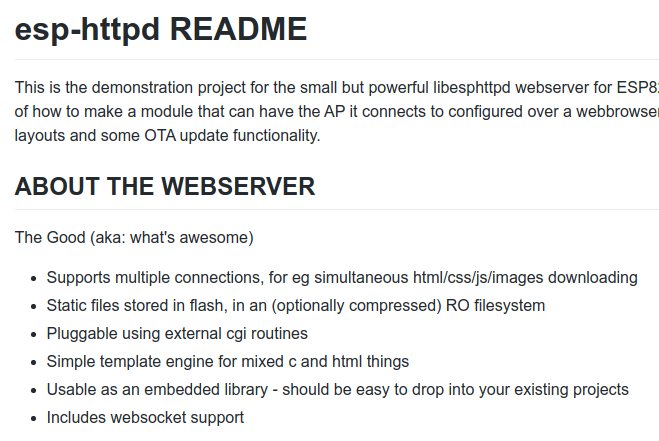 esp-httpd README
This is the demonstration project for the small but powerful libesphttpd webserver for
of how to make a module that can have the AP it connects to configured over a
layouts and some OTA update functionality.
ABOUT THE WEBSERVER
The Good (aka: what's awesome)
Supports multiple connections, for eg simultaneous html/css/js/images downloading
Static files stored in flash, in an (optionally compressed) RO filesystem
Pluggable using external cgi routines
Simple template engine for mixed c and html things
Usable as an embedded library - should be easy to drop into your existing projects
Includes websocket support